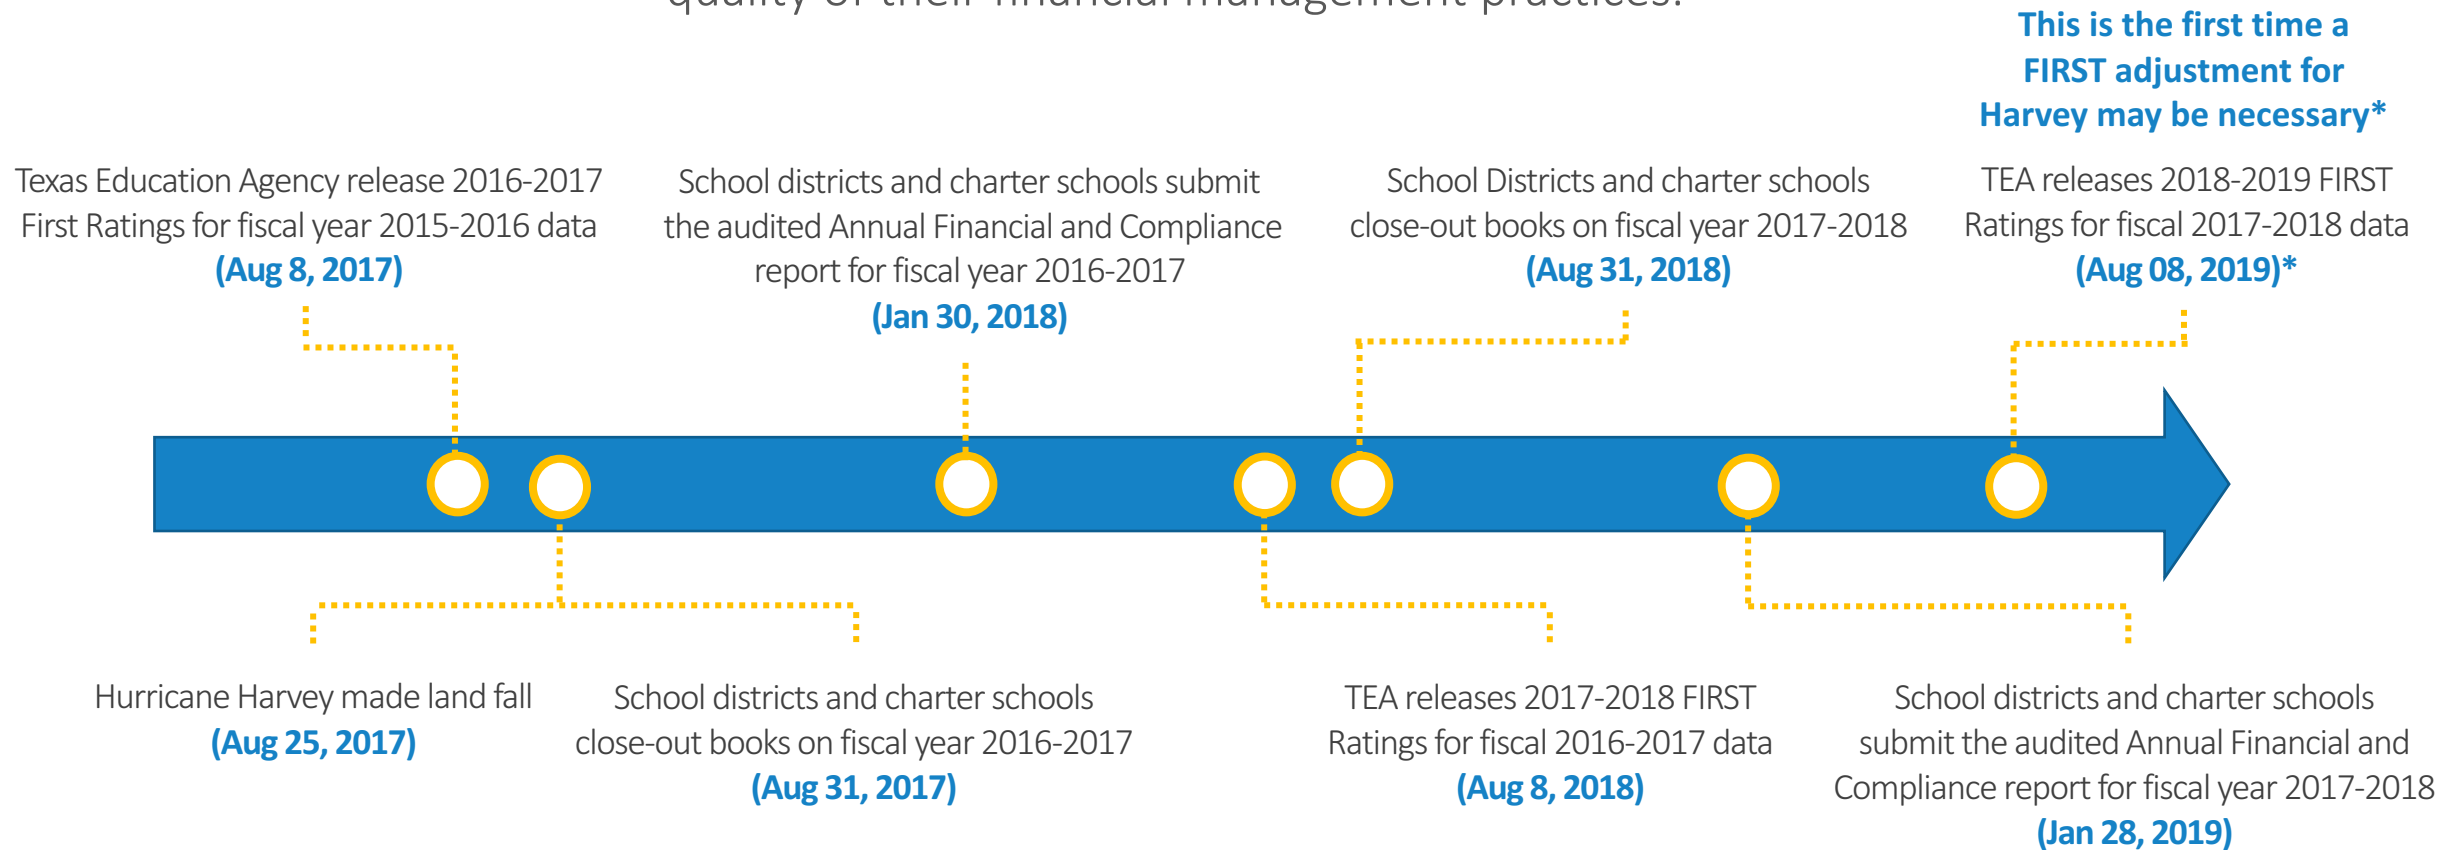 quality of their financial management practices.
This is the first time a
FIRST adjustment for
Harvey may be necessary*
Texas Education Agency release 2016-2017
First Ratings for fiscal year 2015-2016 data
(Aug 8, 2017)
School districts and charter schools submit
the audited Annual Financial and Compliance
report for fiscal year 2016-2017
(Jan 30, 2018)
School Districts and charter schools
close-out books on fiscal year 2017-2018
(Aug 31, 2018)
TEA releases 2018-2019 FIRST
Ratings for fiscal 2017-2018 data
(Aug 08, 2019)*
Hurricane Harvey made land fall
(Aug 25, 2017)
School districts and charter schools
close-out books on fiscal year 2016-2017
(Aug 31, 2017)
TEA releases 2017-2018 FIRST
Ratings for fiscal 2016-2017 data
(Aug 8, 2018)
School districts and charter schools
submit the audited Annual Financial and
Compliance report for fiscal year 2017-2018
(Jan 28, 2019)